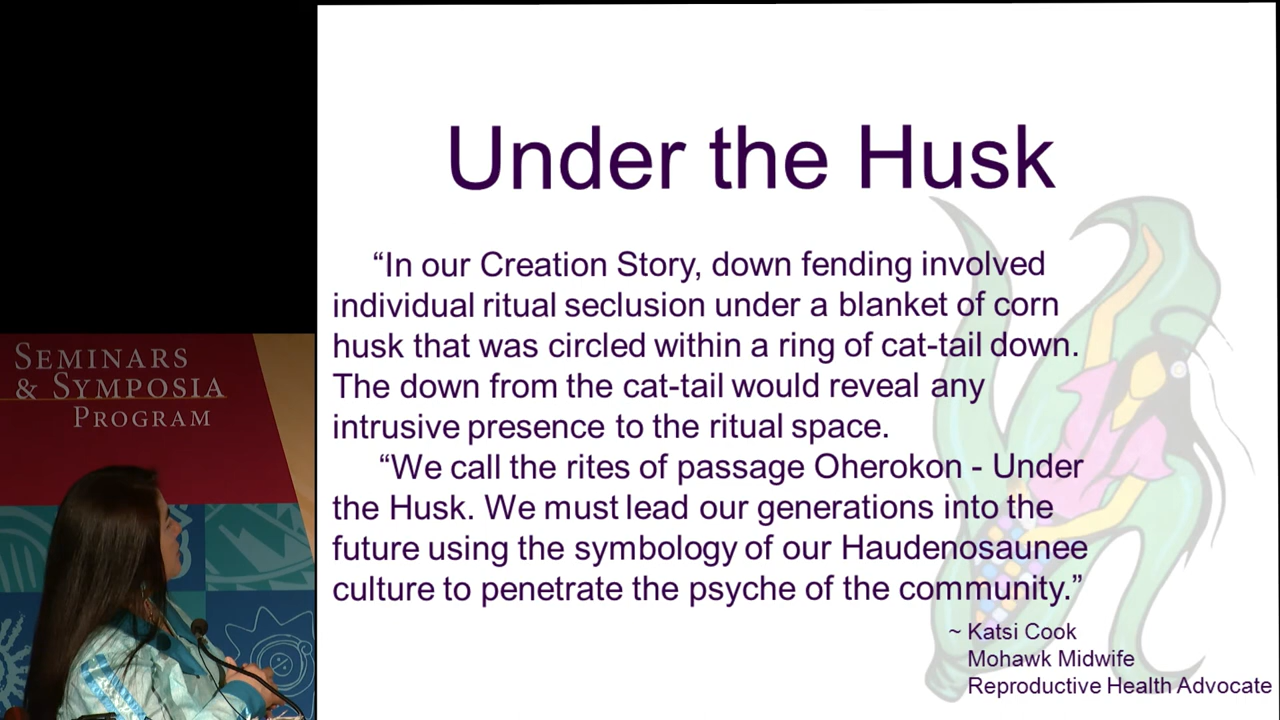 Under the Husk
“In our Creation Story, down fending involved
individual ritual seclusion under a blanket of corn
husk that was circled within a ring of cat-tail down.
The down from the cat-tail would reveal any
intrusive presence to the ritual space.
“We call the rites of passage Oherokon - Under
the Husk. We must lead our generations into the
future using the symbology of our Haudenosaunee
culture to penetrate the psyche of the community.”
~ Katsi Cook
Mohawk Midwife
Reproductive Health Advocate
SEMINARS
& SYMPOSIA
PROGRAM